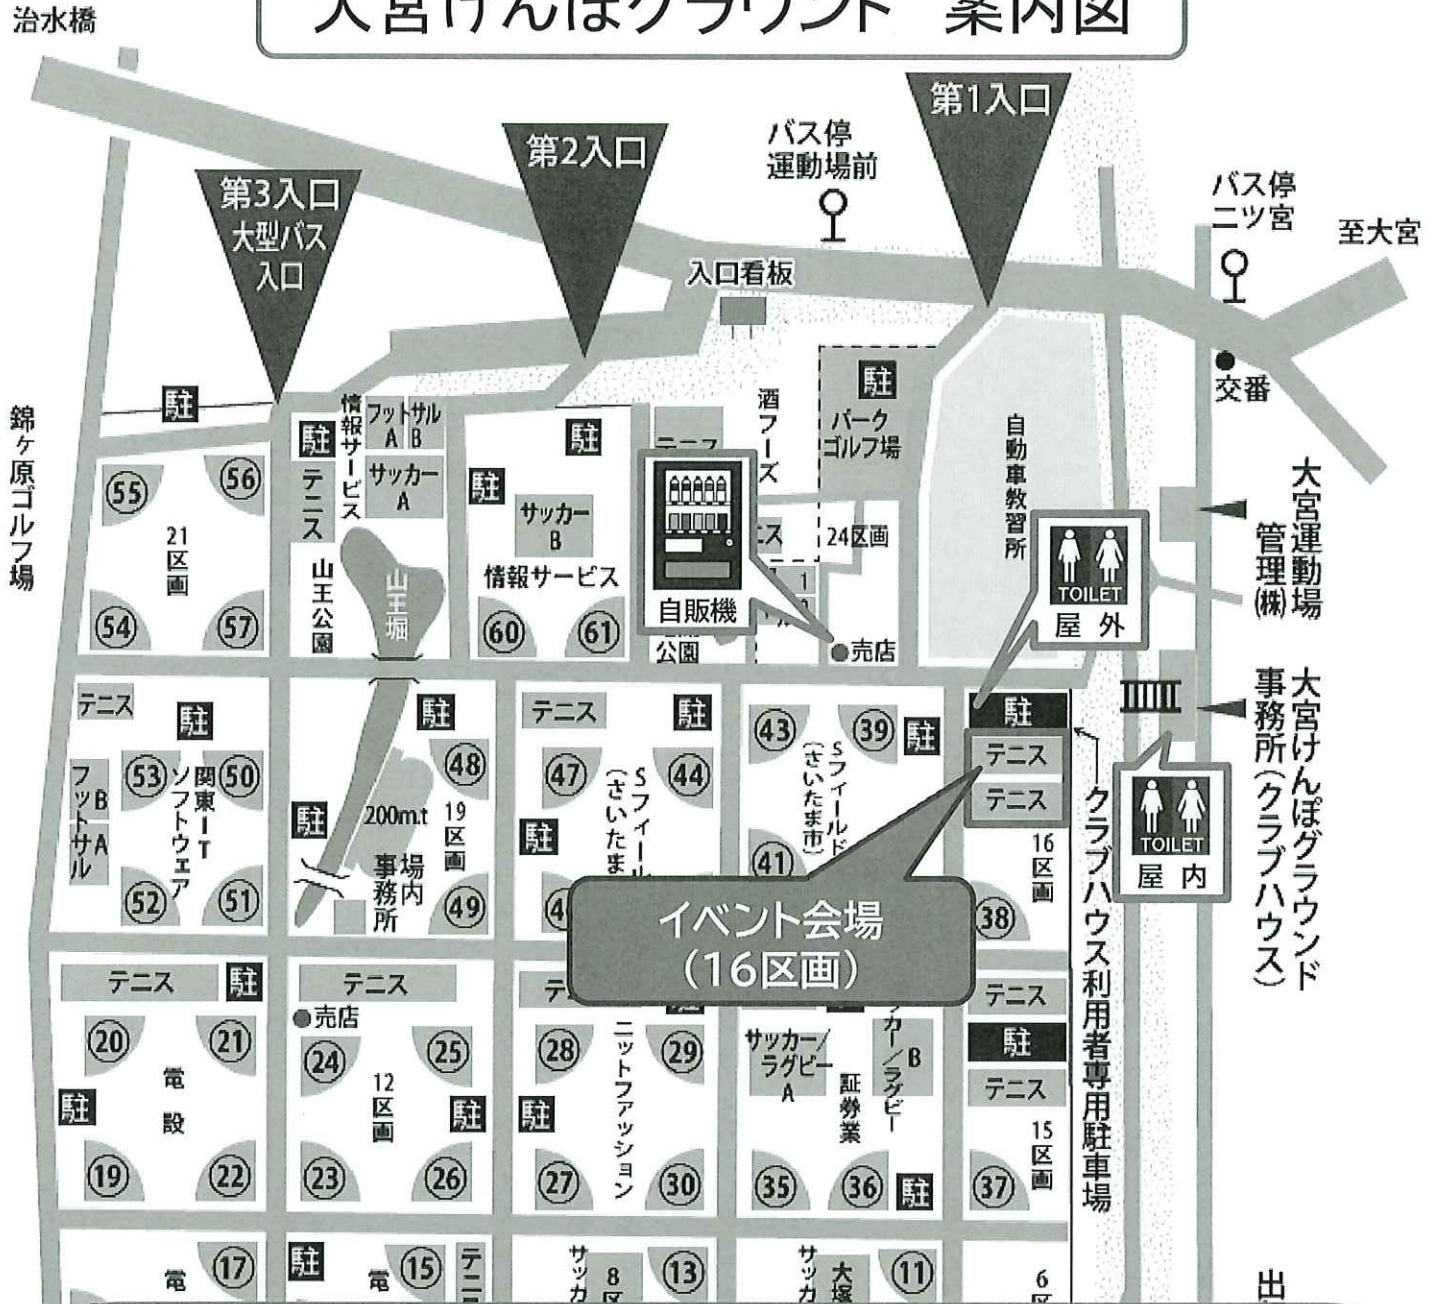 治水橋
大宮けんぽグラウンド 案内図
第1入口
第2入口
第3入口
大型バス
入口
バス停
運動場前
バス停
二ツ宮
至大宮
入口看板
交番
錦ヶ原ゴルフ場
駐
駐
情報サービス
フットサル
A B
サッカー
A
テニス
駐
駐
サッカー
B
情報サービス
60
61
テニス
酒フーズ
駐
パーク
ゴルフ場
24区画
自動車教習所
自販機
公園
売店
TOILET
屋外
大宮運動場
管理㈱
55
56
21区画
54
57
山王公園
山王堀
テニス
駐
53
50
関東IT
ソフトウェア
フットサル
B
A
52
51
駐
48
200m.t
19区画
駐
場内
事務所
49
テニス
駐
47
44
Sフィール
(さいたま
駐
43
39
駐
Sフィールド
(さいたま市)
41
駐
テニス
テニス
16区画
38
クラブハウス利用者専用駐車場
大宮けんぽグラウンド
事務所(クラブハウス)
TOILET
屋内
イベント会場
(16区画)
テニス
駐
20
21
電設
駐
19
22
テニス
売店
24
25
12区画
駐
23
26
28
29
ニットファッション
駐
27
30
サッカー/
ラグビー
A
カー/ラグビー
B
証券業
35
36
駐
テニス
駐
テニス
15区画
37
17
電
駐
電
15
テニ
サッカ
8
区
13
サッカ
大塚
11
6
出